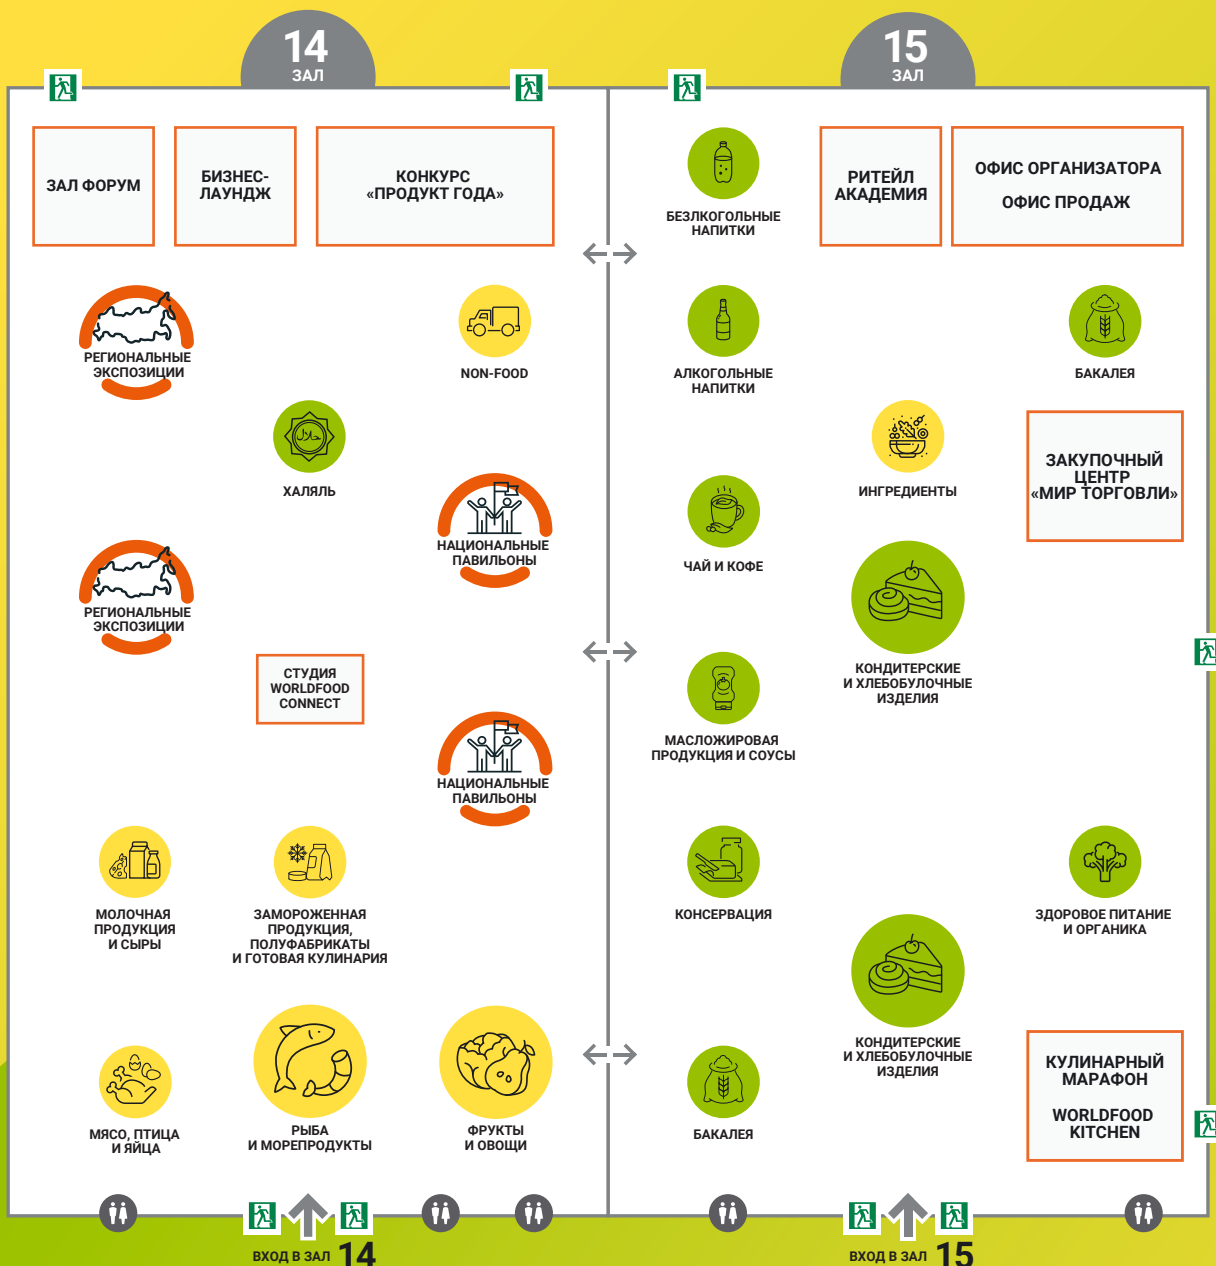 14
ЗАЛ
15
ЗАЛ
ЗАЛ ФОРУМ
БИЗНЕС-
ЛАУНДЖ
КОНКУРС
«ПРОДУКТ ГОДА»
РЕГИОНАЛЬНЫЕ
ЭКСПОЗИЦИИ
NON-FOOD
حلال
ХАЛЯЛЬ
НАЦИОНАЛЬНЫЕ
ПАВИЛЬОНЫ
РЕГИОНАЛЬНЫЕ
ЭКСПОЗИЦИИ
СТУДИЯ
WORLDFOOD
CONNECT
НАЦИОНАЛЬНЫЕ
ПАВИЛЬОНЫ
МОЛОЧНАЯ
ПРОДУКЦИЯ
И СЫРЫ
ЗАМОРОЖЕННАЯ
ПРОДУКЦИЯ,
ПОЛУФАБРИКАТЫ
И ГОТОВАЯ КУЛИНАРИЯ
МЯСО, ПТИЦА
И ЯЙЦА
РЫБА
И МОРЕПРОДУКТЫ
ФРУКТЫ
И ОВОЩИ
ВХОД В ЗАЛ 14
БЕЗЛКОГОЛЬНЫЕ
НАПИТКИ
РИТЕЙЛ
АКАДЕМИЯ
ОФИС ОРГАНИЗАТОРА
ОФИС ПРОДАЖ
АЛКОГОЛЬНЫЕ
НАПИТКИ
БАКАЛЕЯ
ИНГРЕДИЕНТЫ
ЗАКУПОЧНЫЙ
ЦЕНТР
«МИР ТОРГОВЛИ»
ЧАЙ И КОФЕ
КОНДИТЕРСКИЕ
И ХЛЕБОБУЛОЧНЫЕ
ИЗДЕЛИЯ
МАСЛОЖИРОВАЯ
ПРОДУКЦИЯ И СОУСЫ
КОНСЕРВАЦИЯ
ЗДОРОВОЕ ПИТАНИЕ
И ОРГАНИКА
КОНДИТЕРСКИЕ
И ХЛЕБОБУЛОЧНЫЕ
ИЗДЕЛИЯ
БАКАЛЕЯ
КУЛИНАРНЫЙ
МАРАФОН
WORLDFOOD
KITCHEN
ВХОД В ЗАЛ 15